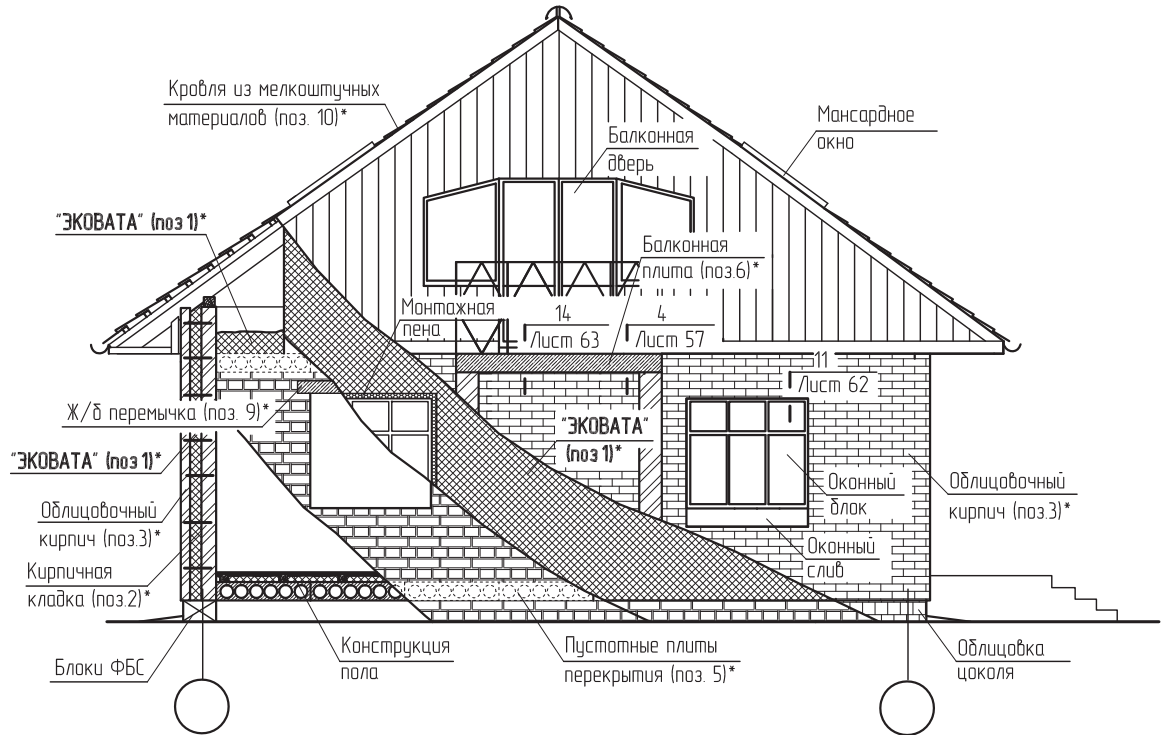 Кровля из мелкоштучных
материалов (поз. 10)*
Мансардное
окно
Балконная
дверь
"ЭКОВАТА" (поз 1)*
Балконная
плита (поз.6)*
Монтажная
пена
14
Лист 63
4
Лист 57
11
Лист 62
Ж/б перемычка (поз. 9)*
"ЭКОВАТА"
(поз 1)*
"ЭКОВАТА" (поз 1)*
Облицовочный
кирпич (поз.3)*
Оконный
блок
Облицовочный
кирпич (поз.3)*
Оконный
слив
Кирпичная
кладка (поз.2)*
Блоки ФБС
Конструкция
пола
Пустотные плиты
перекрытия (поз. 5)*
Облицовка
цоколя